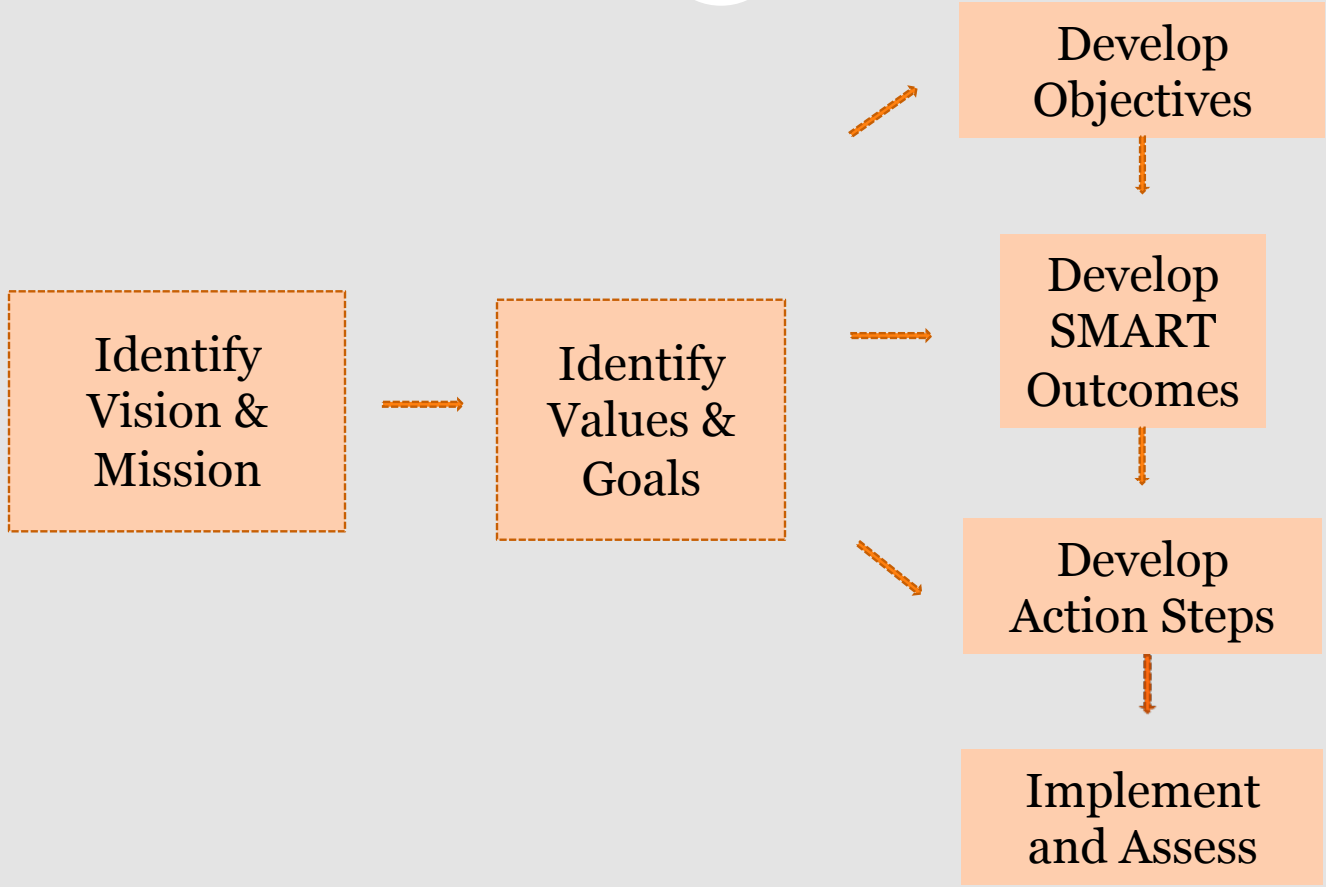 Identify
Vision &
Mission
Identify
Values &
Goals
Develop
Objectives
Develop
SMART
Outcomes
Develop
Action Steps
Implement
and Assess